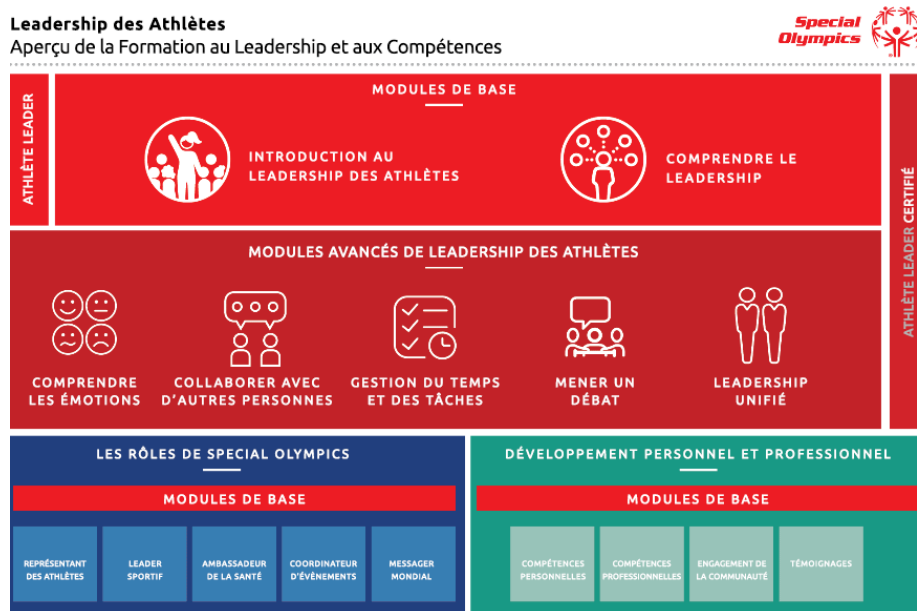 Leadership des Athlètes
Aperçu de la Formation au Leadership et aux Compétences
Special
Olympics
ATHLÈTE LEADER
MODULES DE BASE
INTRODUCTION AU
LEADERSHIP DES ATHLÈTES
COMPRENDRE LE
LEADERSHIP
ATHLÈTE LEADER CERTIFIÉ
MODULES AVANCÉS DE LEADERSHIP DES ATHLÈTES
COMPRENDRE
LES ÉMOTIONS
COLLABORER AVEC
D'AUTRES PERSONNES
GESTION DU TEMPS
ET DES TÂCHES
MENER UN
DÉBAT
LEADERSHIP
UNIFIÉ
LES RÔLES DE SPECIAL OLYMPICS
MODULES DE BASE
REPRÉSENTANT
DES ATHLÈTES
LEADER
SPORTIF
AMBASSADEUR
DE LA SANTÉ
COORDINATEUR
D'ÉVÈNEMENTS
MESSAGER
MONDIAL
DÉVELOPPEMENT PERSONNEL ET PROFESSIONNEL
MODULES DE BASE
COMPÉTENCES
PERSONNELLES
COMPÉTENCES
PROFESSIONNELLES
ENGAGEMENT DE
LA COMMUNAUTÉ
TÉMOIGNAGES